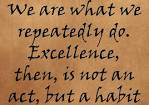 We are what we
repeatedly do.
Excellence,
then, is not an
act, but a habit